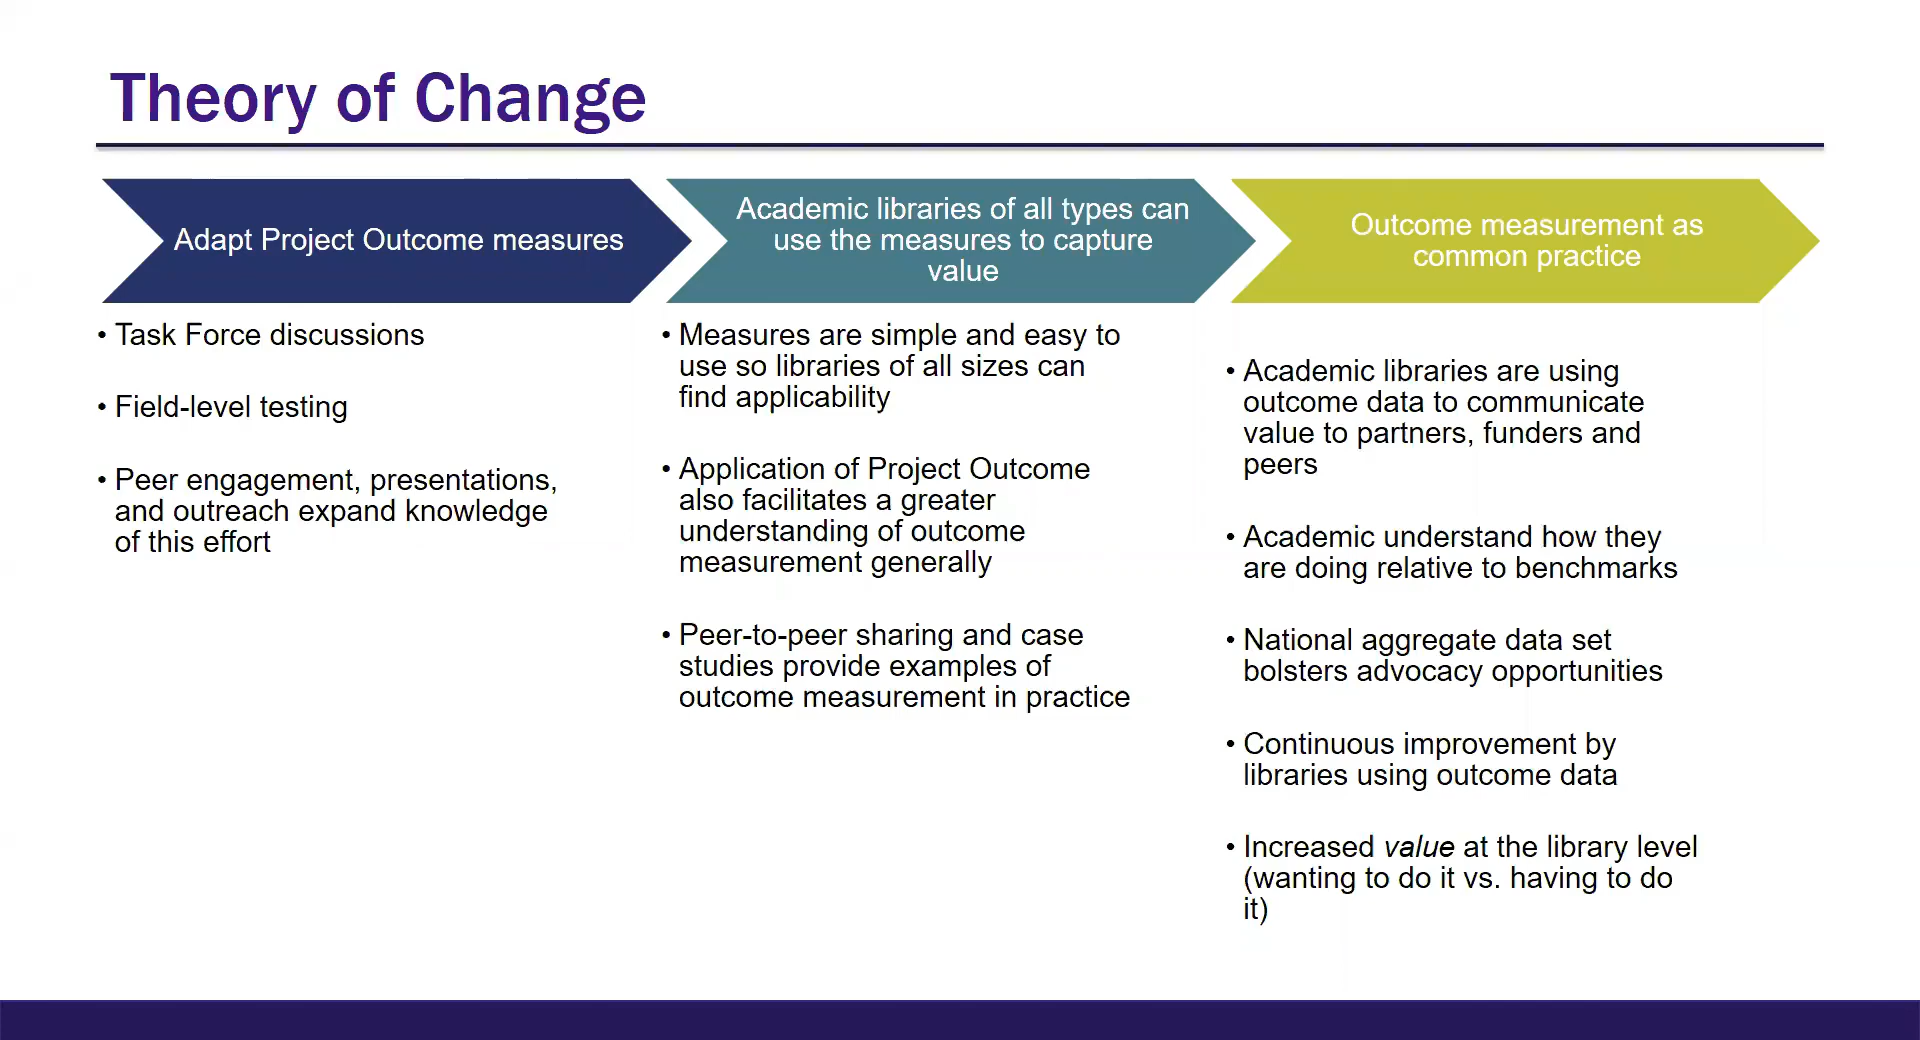 Theory of Change
Adapt Project Outcome measures
• Task Force discussions
• Field-level testing
• Peer engagement, presentations,
and outreach expand knowledge
of this effort
Academic libraries of all types can
use the measures to capture
value
• Measures are simple and easy to
use so libraries of all sizes can
find applicability
• Application of Project Outcome
also facilitates a greater
understanding of outcome
measurement generally
• Peer-to-peer sharing and case
studies provide examples of
outcome measurement in practice
Outcome measurement as
common practice
• Academic libraries are using
outcome data to communicate
value to partners, funders and
peers
• Academic understand how they
are doing relative to benchmarks
• National aggregate data set
bolsters advocacy opportunities
• Continuous improvement by
libraries using outcome data
• Increased value at the library level
(wanting to do it vs. having to do
it)